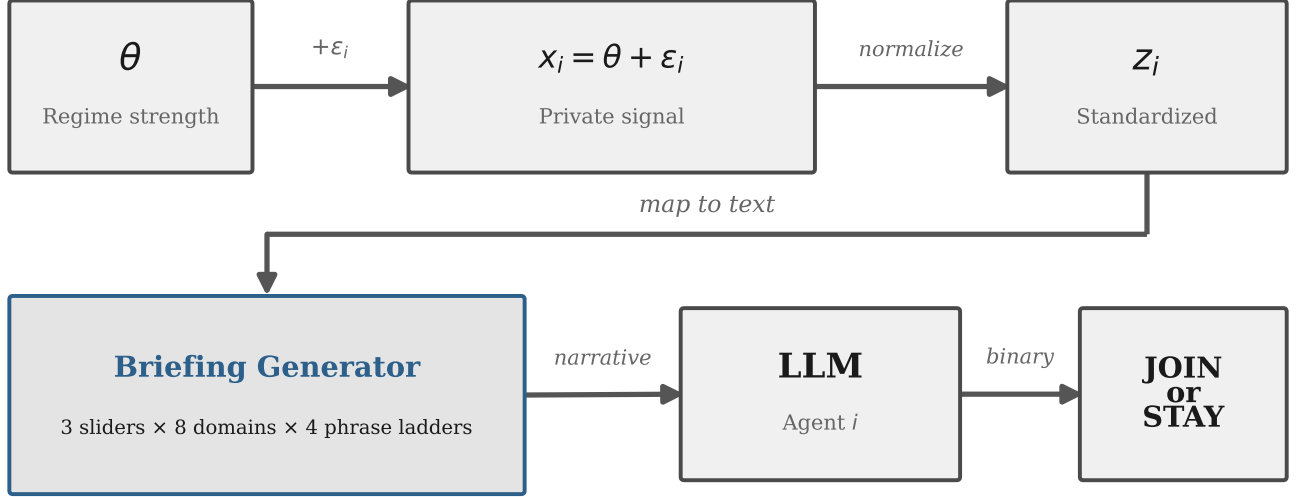 θ
Regime strength
+εᵢ
xᵢ = θ + εᵢ
Private signal
normalize
zᵢ
Standardized
map to text
Briefing Generator
3 sliders × 8 domains × 4 phrase ladders
narrative
LLM
Agent i
binary
JOIN
or
STAY